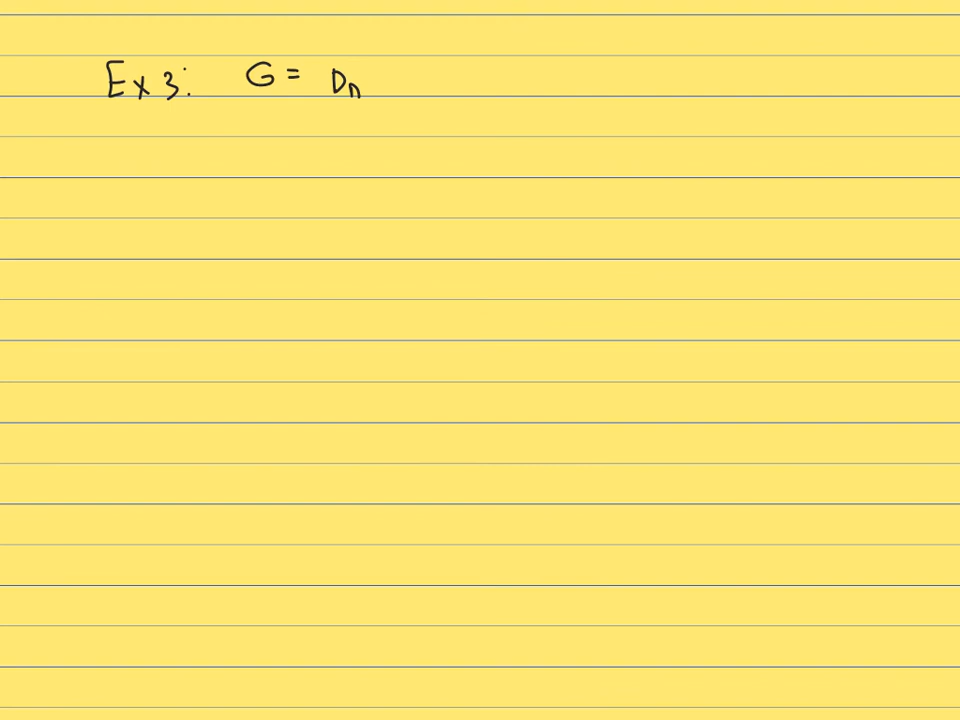 Ex 3: G = Dn